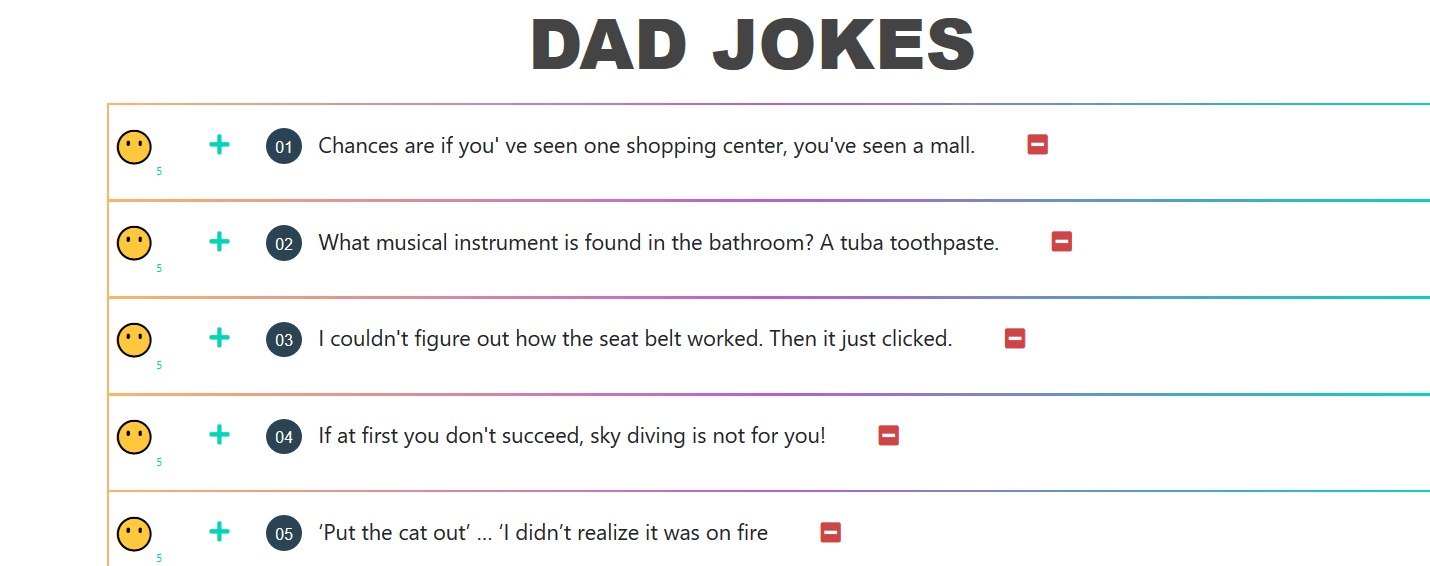 DAD JOKES
01 Chances are if you' ve seen one shopping center, you've seen a mall.
5
02 What musical instrument is found in the bathroom? A tuba toothpaste.
5
03 I couldn't figure out how the seat belt worked. Then it just clicked.
5
04 If at first you don't succeed, sky diving is not for you!
5
05 ‘Put the cat out’ … ‘I didn’t realize it was on fire
5